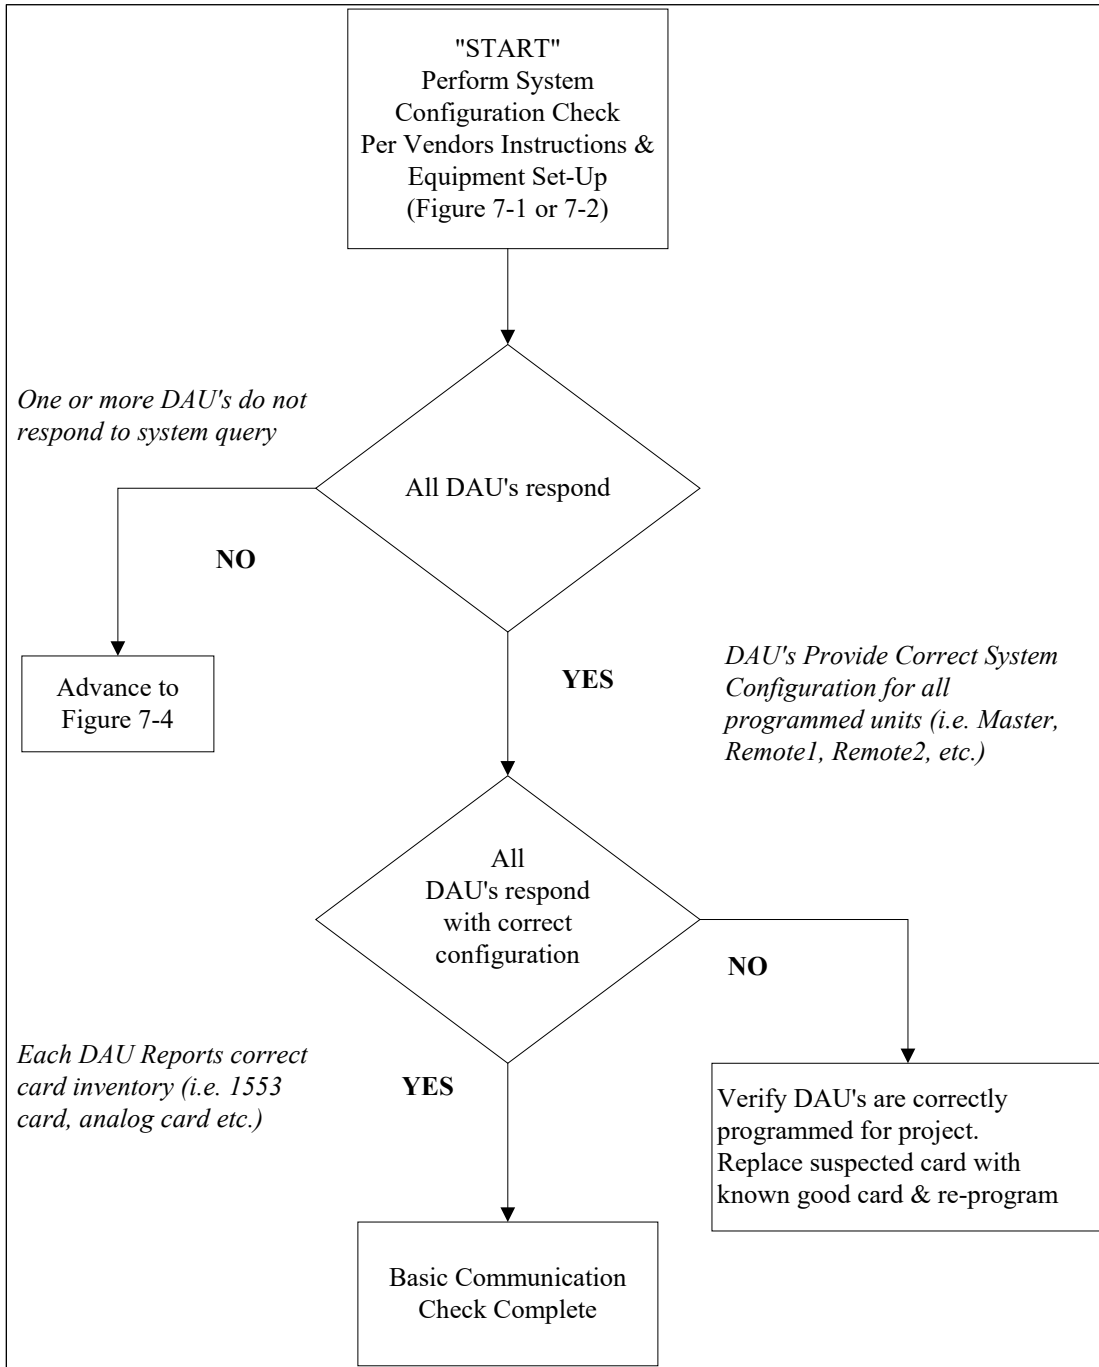 "START"
Perform System
Configuration Check
Per Vendors Instructions &
Equipment Set-Up
(Figure 7-1 or 7-2)
One or more DAU's do not
respond to system query
All DAU's respond
NO
YES
Advance to
Figure 7-4
DAU's Provide Correct System
Configuration for all
programmed units (i.e. Master,
Remote1, Remote2, etc.)
All
DAU's respond
with correct
configuration
NO
Each DAU Reports correct
card inventory (i.e. 1553
card, analog card etc.)
YES
Verify DAU's are correctly
programmed for project.
Replace suspected card with
known good card & re-program
Basic Communication
Check Complete